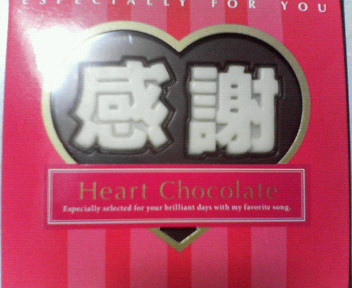 ESPECIALLY FOR YOU
感謝
Heart Chocolate
Especially selected for your brilliant days with my favorite song.